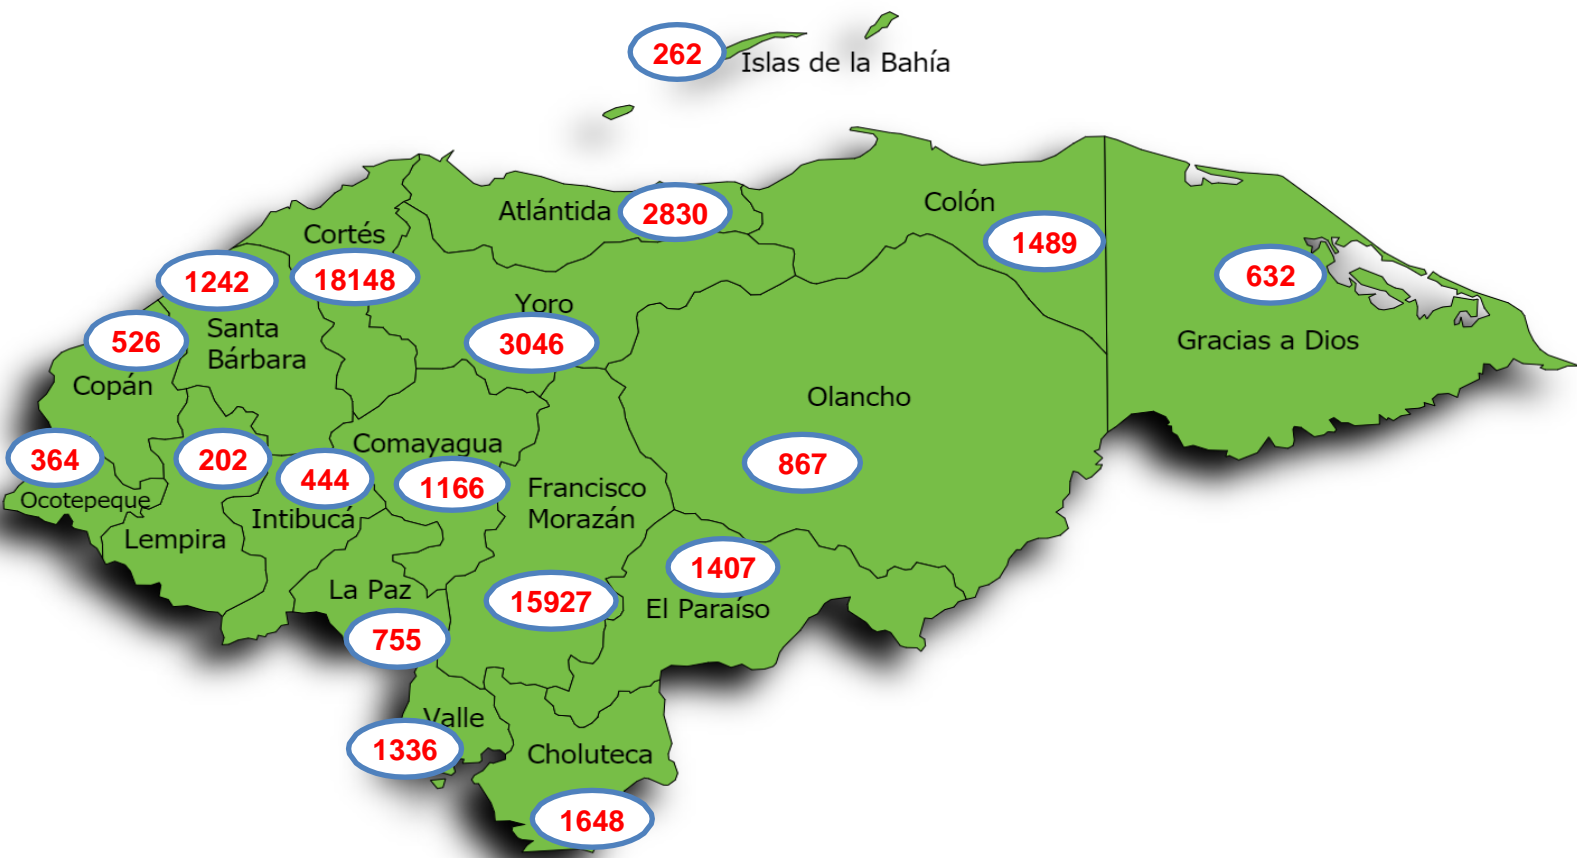 262
Islas de la Bahía
Atlántida
2830
Colón
1489
Cortés
18148
1242
632
Yoro
3046
Santa
Bárbara
526
Copán
Gracias a Dios
Olancho
867
Comayagua
1166
364
202
444
Ocotepeque
Intibucá
Lempira
Francisco
Morazán
15927
1407
El Paraíso
La Paz
755
Valle
1336
Choluteca
1648